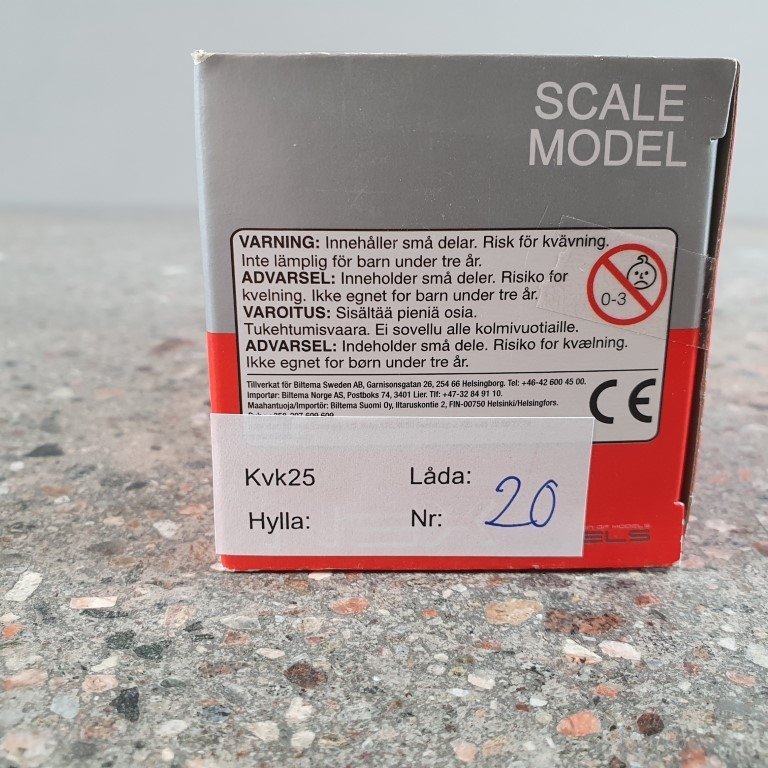 SCALE
MODEL
VARNING: Innehåller små delar. Risk för kvävning.
Inte lämplig för barn under tre år.
ADVARSEL: Inneholder små deler. Risiko for
kvelning. Ikke egnet for barn under tre år.
VAROITUS: Sisältää pieniä osia.
Tukehtumisvaara. Ei sovellu alle kolmivuotiaille.
ADVARSEL: Indeholder små dele. Risiko for kvælning.
Ikke egnet for børn under tre år.
0-3
Tillverkat för Biltema Sweden AB, Garnisonsgatan 26, 254 66 Helsingborg. Tel: +46-42 600 45 00.
Importør: Biltema Norge AS, Postboks 74, 3401 Lier. Tlf: +47-32 84 91 10.
Maahantuoja/Importör: Biltema Suomi Oy, Iitaruskontie 2, FIN-00750 Helsinki/Helsingfors.
CE
Kvk25 Låda:
Hylla: Nr: 20
OF MODELS